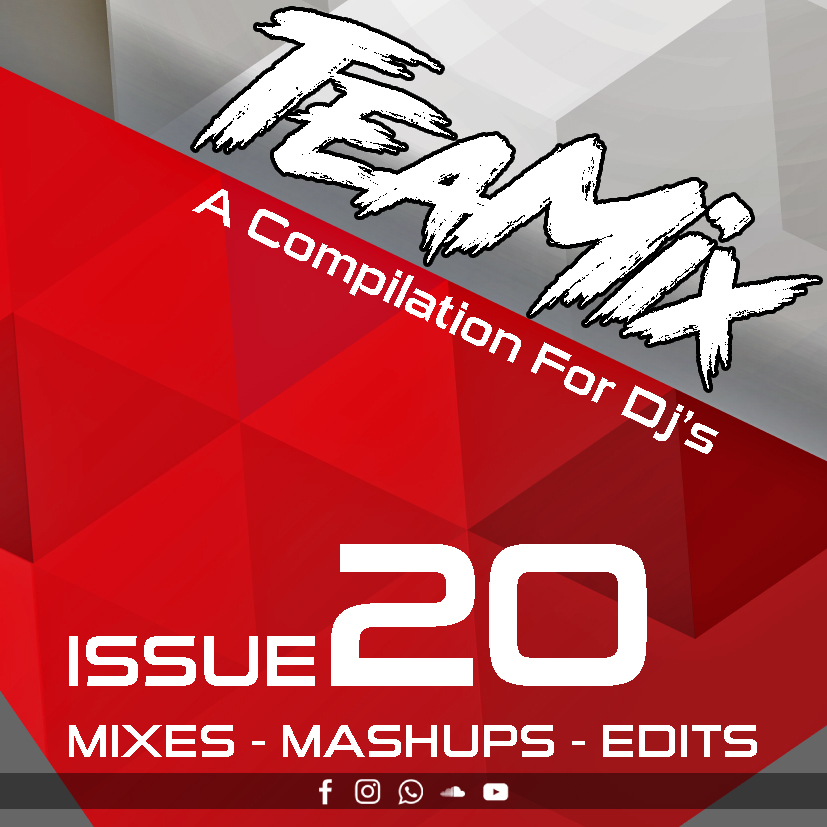 TEAMix
A Compilation For Dj's
ISSUE 20
MIXES - MASHUPS - EDITS